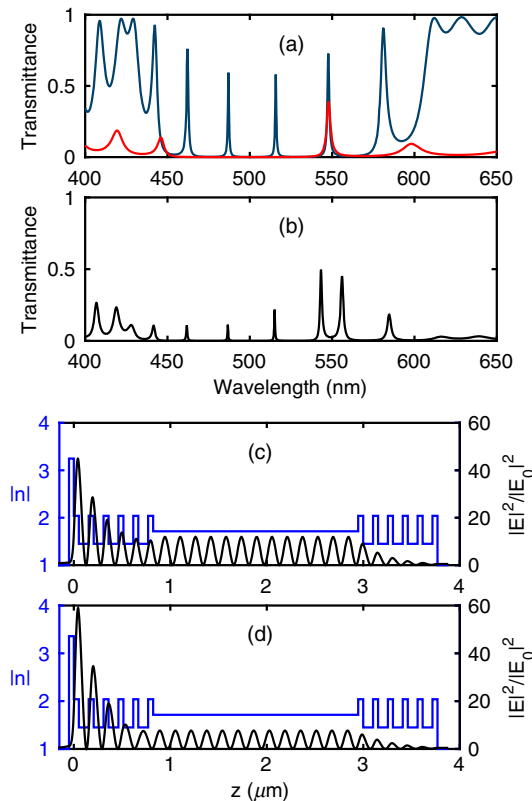 1
(a)
Transmittance
0.5
0
400 450 500 550 600 650
1
(b)
Transmittance
0.5
0
400 450 500 550 600 650
Wavelength (nm)
4 60
(c)
3 40
|n| |E|²/|E₀|²
2 20
1 0
0 1 2 3 4
4 60
(d)
3 40
|n| |E|²/|E₀|²
2 20
1 0
0 1 2 3 4
z (μm)